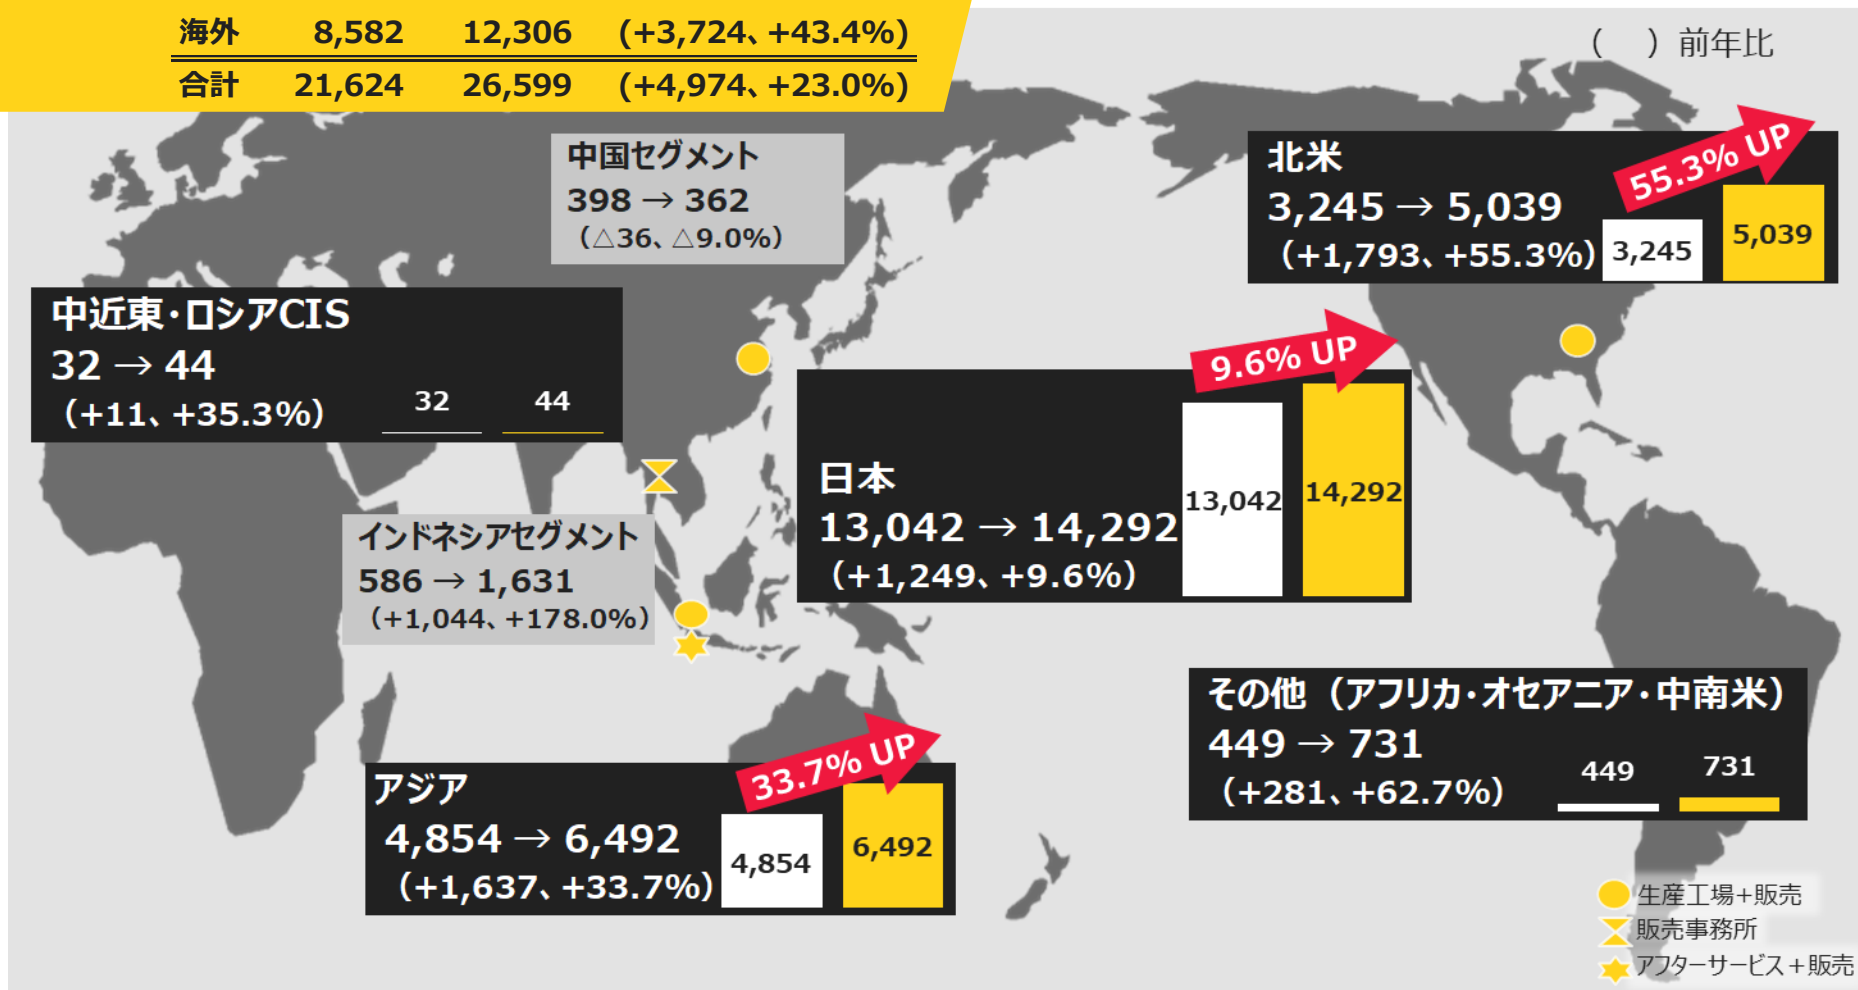 海外 8,582 12,306 (+3,724、+43.4%)
合計 21,624 26,599 (+4,974、+23.0%)
（ ）前年比
中国セグメント
398 → 362
（△36、△9.0%）
北米
3,245 → 5,039
（+1,793、+55.3%）
55.3% UP
3,245
5,039
中近東・ロシアCIS
32 → 44
（+11、+35.3%）
32
44
9.6% UP
日本
13,042 → 14,292
（+1,249、+9.6%）
13,042
14,292
インドネシアセグメント
586 → 1,631
（+1,044、+178.0%）
その他（アフリカ・オセアニア・中南米）
449 → 731
（+281、+62.7%）
449
731
アジア
4,854 → 6,492
（+1,637、+33.7%）
33.7% UP
4,854
6,492
生産工場+販売
販売事務所
アフターサービス+販売